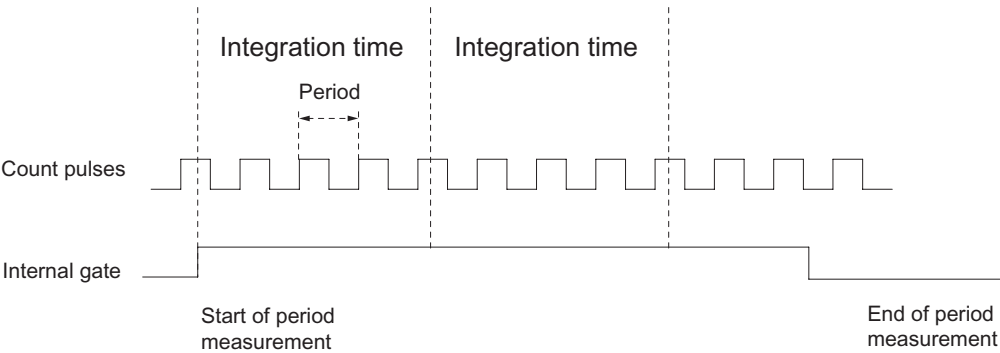 Integration time
Integration time
Period
Count pulses
Internal gate
Start of period
measurement
End of period
measurement